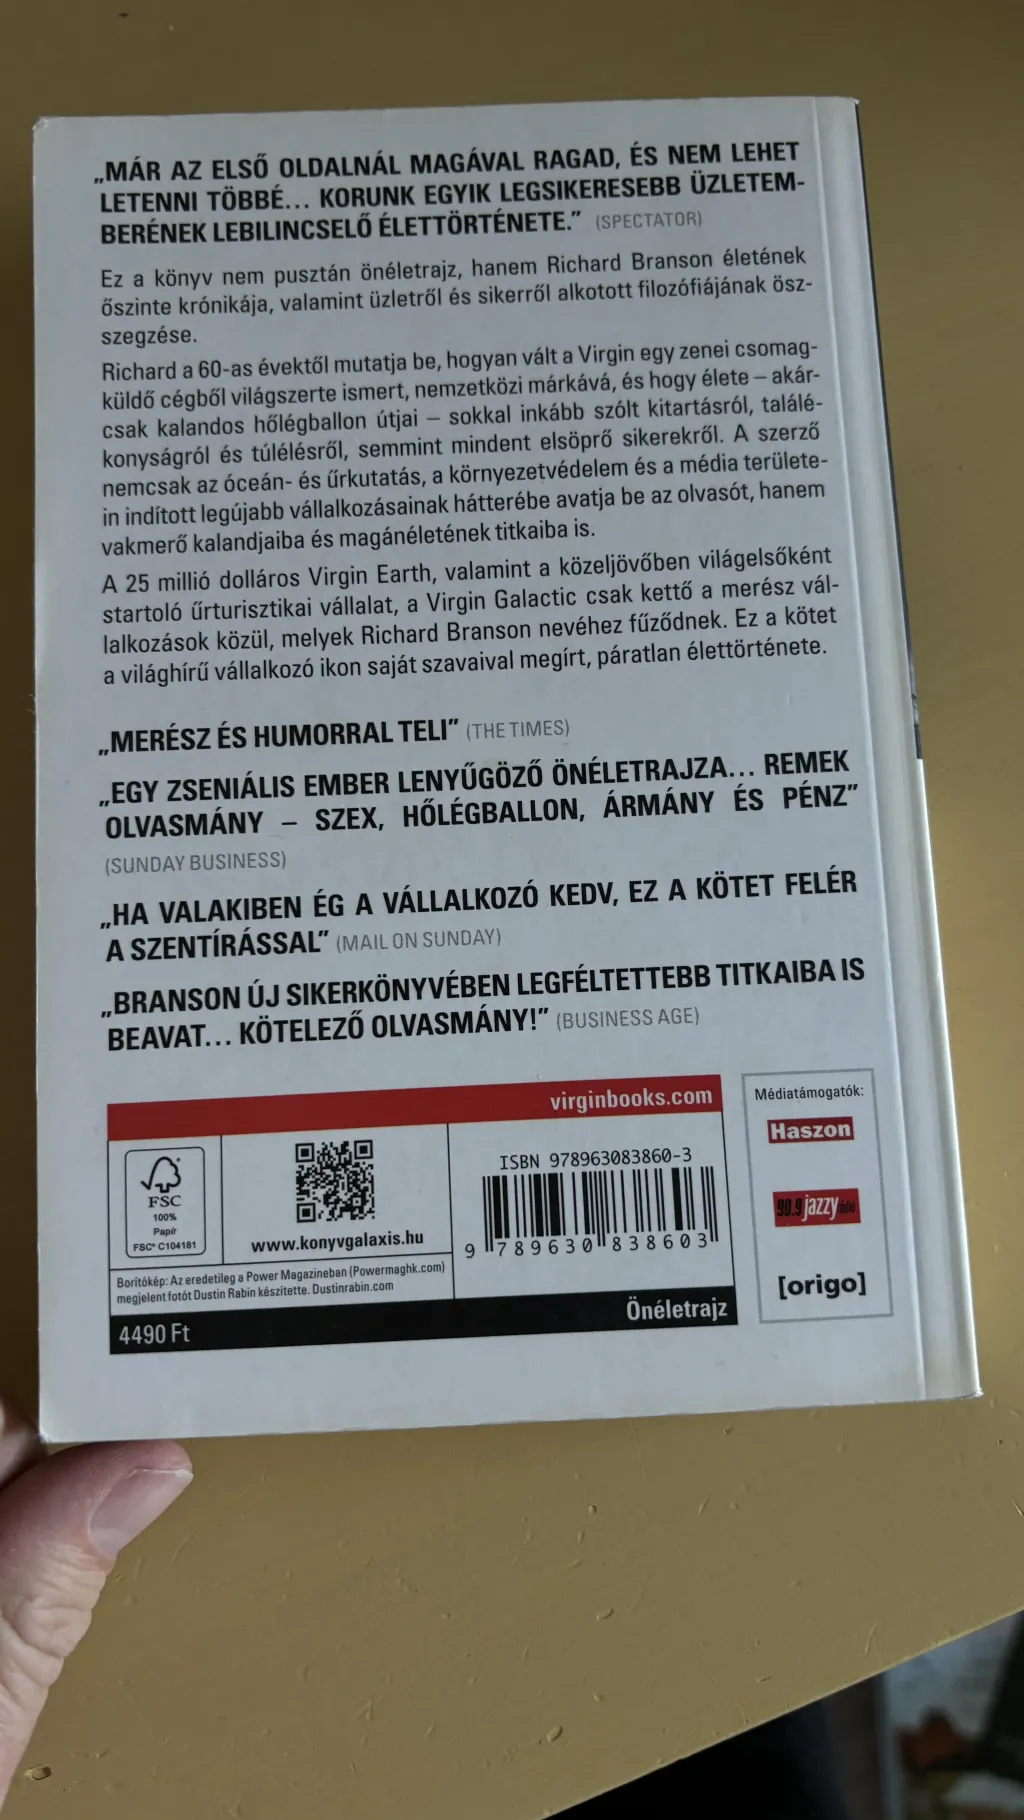 „MÁR AZ ELSŐ OLDALNÁL MAGÁVAL RAGAD, ÉS NEM LEHET
LETENNI TÖBBÉ... KORUNK EGYIK LEGSIKERESEBB ÜZLETEM-
BERÉNEK LEBILINCSELŐ ÉLETTÖRTÉNETE.” (SPECTATOR)
Ez a könyv nem pusztán önéletrajz, hanem Richard Branson életének
őszinte krónikája, valamint üzletről és sikerről alkotott filozófiájának ösz-
szegzése.
Richard a 60-as évektől mutatja be, hogyan vált a Virgin egy zenei csomag-
küldő cégből világszerte ismert, nemzetközi márkává, és hogy élete – akár-
csak kalandos hőlégballon útjai – sokkal inkább szólt kitartásról, találé-
konyságról és túlélésről, semmint mindent elsöprő sikerekről. A szerző
nemcsak az óceán- és űrkutatás, a környezetvédelem és a média területe-
in indított legújabb vállalkozásainak hátterébe avatja be az olvasót, hanem
vakmerő kalandjaiba és magánéletének titkaiba is.
A 25 millió dolláros Virgin Earth, valamint a közeljövőben világelsőként
startoló űrturisztikai vállalat, a Virgin Galactic csak kettő a merész vál-
lalkozások közül, melyek Richard Branson nevéhez fűződnek. Ez a kötet
a világhírű vállalkozó ikon saját szavaival megírt, páratlan élettörténete.
„MERÉSZ ÉS HUMORRAL TELI” (THE TIMES)
„EGY ZSENIÁLIS EMBER LENYŰGÖZŐ ÖNÉLETRAJZA... REMEK
OLVASMÁNY – SZEX, HŐLÉGBALLON, ÁRMÁNY ÉS PÉNZ”
(SUNDAY BUSINESS)
„HA VALAKIBEN ÉG A VÁLLALKOZÓ KEDV, EZ A KÖTET FELÉR
A SZENTÍRÁSSAL” (MAIL ON SUNDAY)
„BRANSON ÚJ SIKERKÖNYVÉBEN LEGFÉLTETTEBB TITKAIBA IS
BEAVAT... KÖTELEZŐ OLVASMÁNY!” (BUSINESS AGE)
virginbooks.com
FSC
100%
Papír
FSC® C104181
www.konyvgalaxis.hu
ISBN 978963083860-3
9 789630 838603
Borítókép: Az eredetileg a Power Magazineban (Powermaghk.com)
megjelent fotót Dustin Rabin készítette. Dustinrabin.com
4490 Ft
Önéletrajz
Médiatámogatók:
Haszon
90.9 jazzy rádió
[origo]